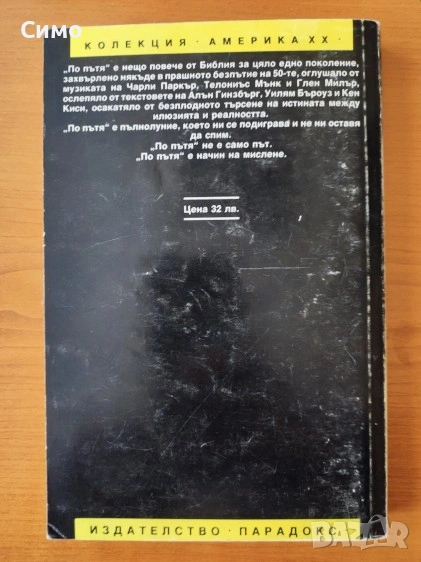 Симо
КОЛЕКЦИЯ · АМЕРИКА XX ·
„По пътя“ е нещо повече от Библия за цяло едно поколение,
захвърлено някъде в прашното безпътие на 50-те, оглушало от
музиката на Чарли Паркър, Телониъс Мънк и Глен Милър,
ослепяло от текстовете на Алън Гинзбърг, Уилям Бъроуз и Кен
Киси, осакатяло от безплодното търсене на истината между
илюзията и реалността.
„По пътя“ е пълнолуние, което ни се подиграва и не ни оставя
да спим.
„По пътя“ не е само път.
„По пътя“ е начин на мислене.
Цена 32 лв.
ИЗДАТЕЛСТВО · ПАРАДОКС
bazar